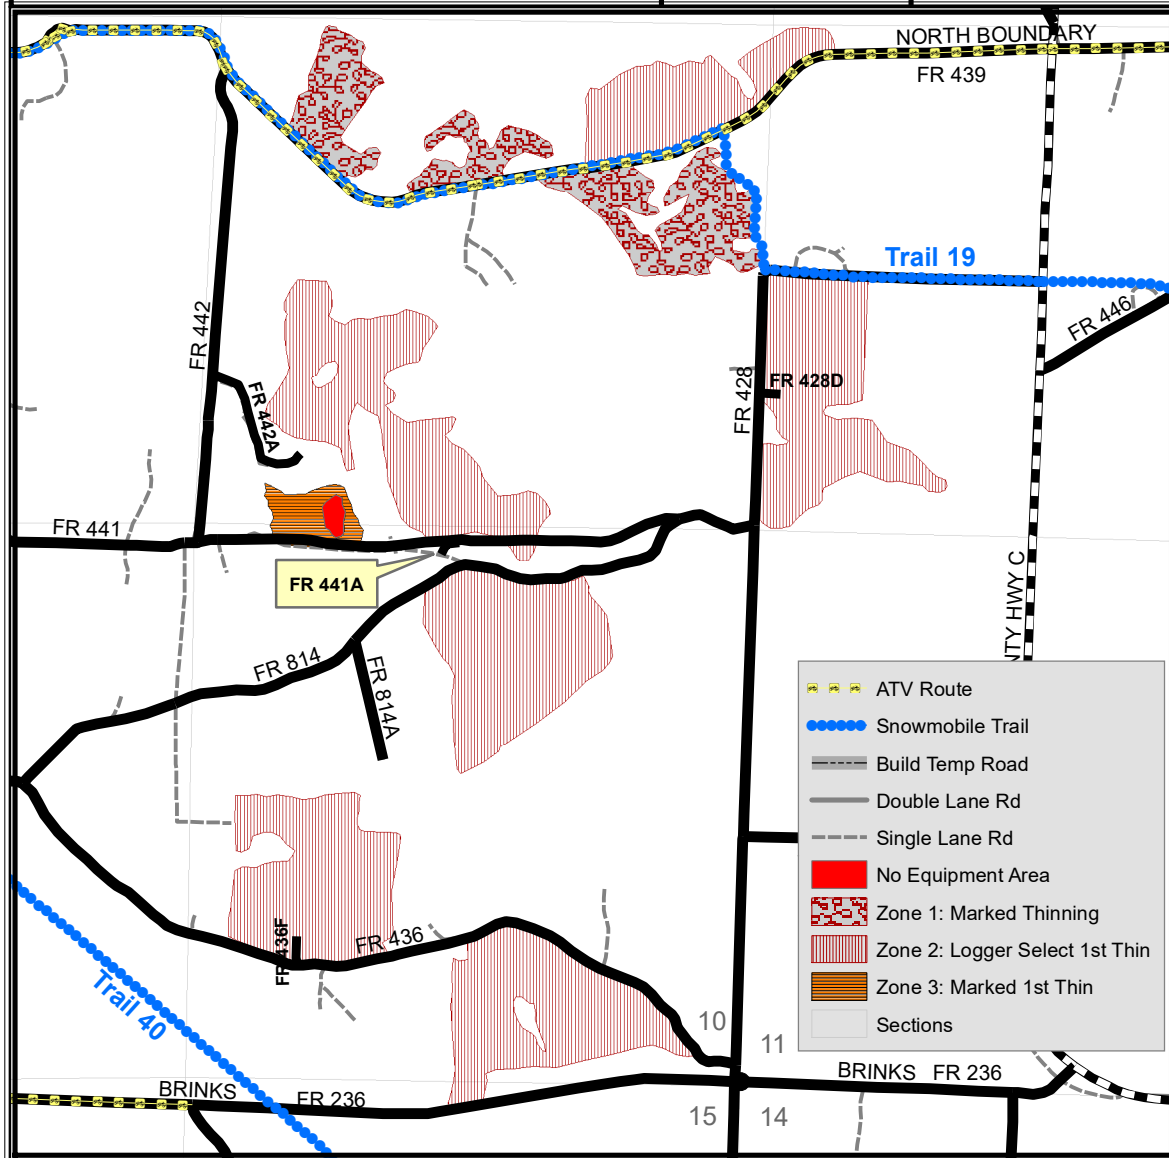 NORTH BOUNDARY
FR 439
Trail 19
FR 446
FR 442
FR 442A
FR 428
FR 428D
FR 441
FR 441A
NTY HWY C
FR 814
FR 814A
ATV Route
Snowmobile Trail
Build Temp Road
Double Lane Rd
Single Lane Rd
No Equipment Area
Zone 1: Marked Thinning
Zone 2: Logger Select 1st Thin
Zone 3: Marked 1st Thin
Sections
FR 436F
FR 436
Trail 40
10
11
BRINKS
FR 236
BRINKS FR 236
15
14